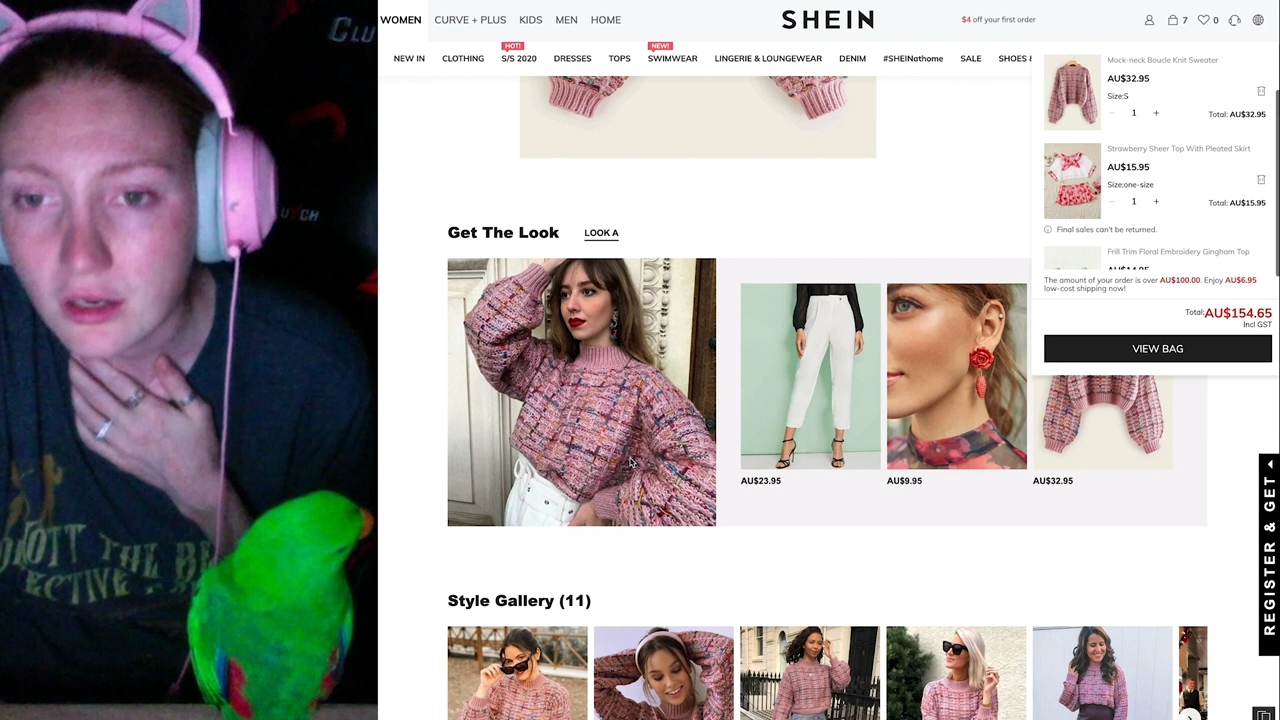 WOMEN
CURVE + PLUS
KIDS
MEN
HOME
SHEIN
$4 off your first order
7
0
HOT!
NEW!
NEW IN
CLOTHING
S/S 2020
DRESSES
TOPS
SWIMWEAR
LINGERIE & LOUNGEWEAR
DENIM
#SHEINathome
SALE
SHOES &
Mock-neck Boucle Knit Sweater
AU$32.95
Size:S
1
Total: AU$32.95
Strawberry Sheer Top With Pleated Skirt
AU$15.95
Size:one-size
1
Total: AU$15.95
Final sales can't be returned.
Frill Trim Floral Embroidery Gingham Top
The amount of your order is over AU$100.00. Enjoy AU$6.95
low-cost shipping now!
Total:AU$154.65
Incl GST
VIEW BAG
Get The Look
LOOK A
AU$23.95
AU$9.95
AU$32.95
REGISTER & GET
Style Gallery (11)
THE